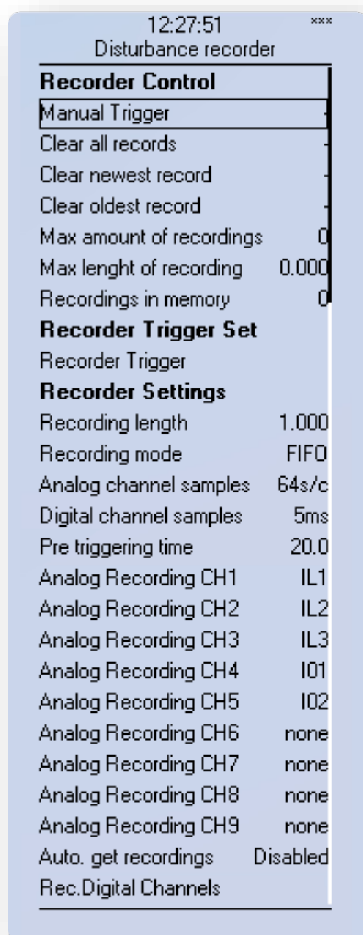 12:27:51 ×××
Disturbance recorder
Recorder Control
Manual Trigger -
Clear all records -
Clear newest record -
Clear oldest record -
Max amount of recordings 0
Max lenght of recording 0.000
Recordings in memory 0
Recorder Trigger Set
Recorder Trigger
Recorder Settings
Recording length 1.000
Recording mode FIFO
Analog channel samples 64s/c
Digital channel samples 5ms
Pre triggering time 20.0
Analog Recording CH1 IL1
Analog Recording CH2 IL2
Analog Recording CH3 IL3
Analog Recording CH4 I01
Analog Recording CH5 I02
Analog Recording CH6 none
Analog Recording CH7 none
Analog Recording CH8 none
Analog Recording CH9 none
Auto. get recordings Disabled
Rec.Digital Channels